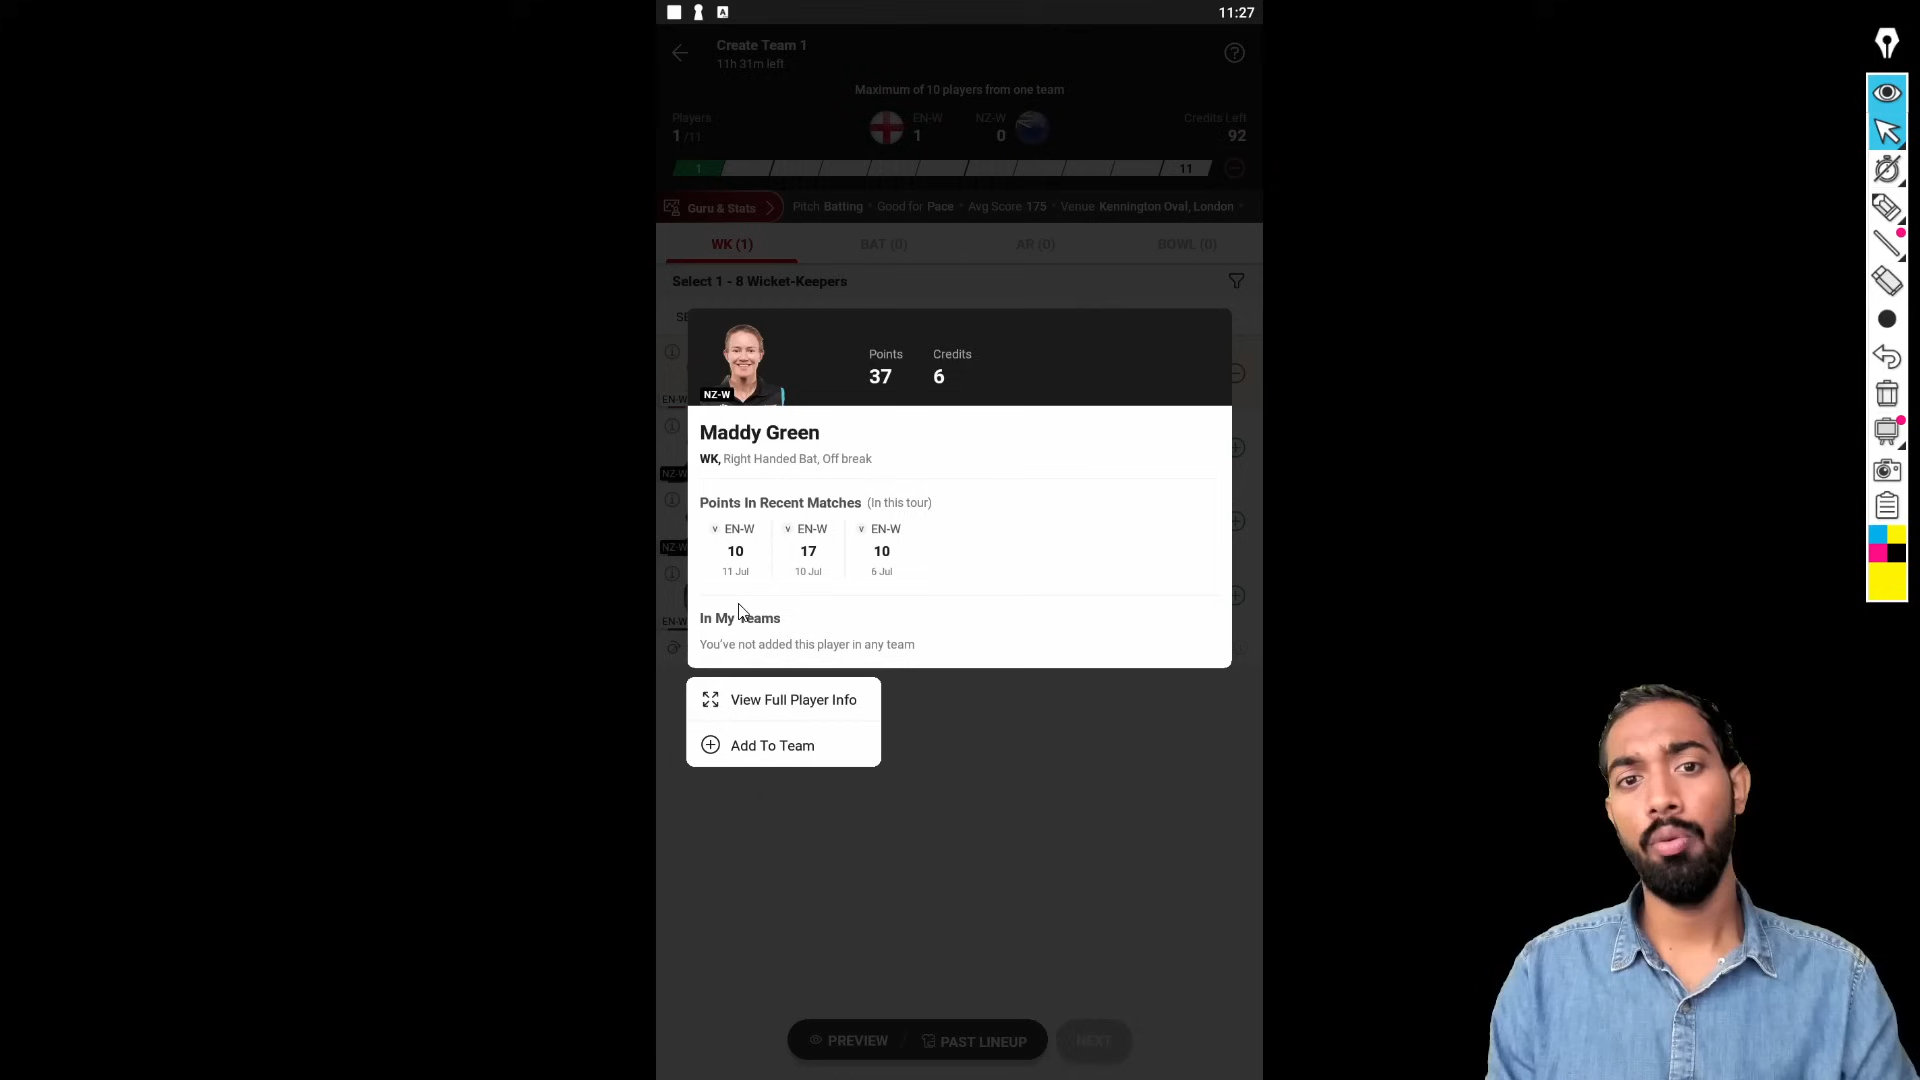 11:27
Create Team 1
11h 31m left
Maximum of 10 players from one team
Players EN-W NZ-W Credits Left
1 /11 1 0 92
1 11
Guru & Stats Pitch Batting Good for Pace Avg Score 175 Venue Kennington Oval, London
WK (1) BAT (0) AR (0) BOWL (0)
Select 1 - 8 Wicket-Keepers
Points Credits
37 6
NZ-W
EN-W
Maddy Green
WK, Right Handed Bat, Off break
NZ-W
Points In Recent Matches (In this tour)
v EN-W v EN-W v EN-W
10 17 10
NZ-W
11 Jul 10 Jul 6 Jul
In My Teams
EN-W
You've not added this player in any team
View Full Player Info
Add To Team
PREVIEW PAST LINEUP NEXT